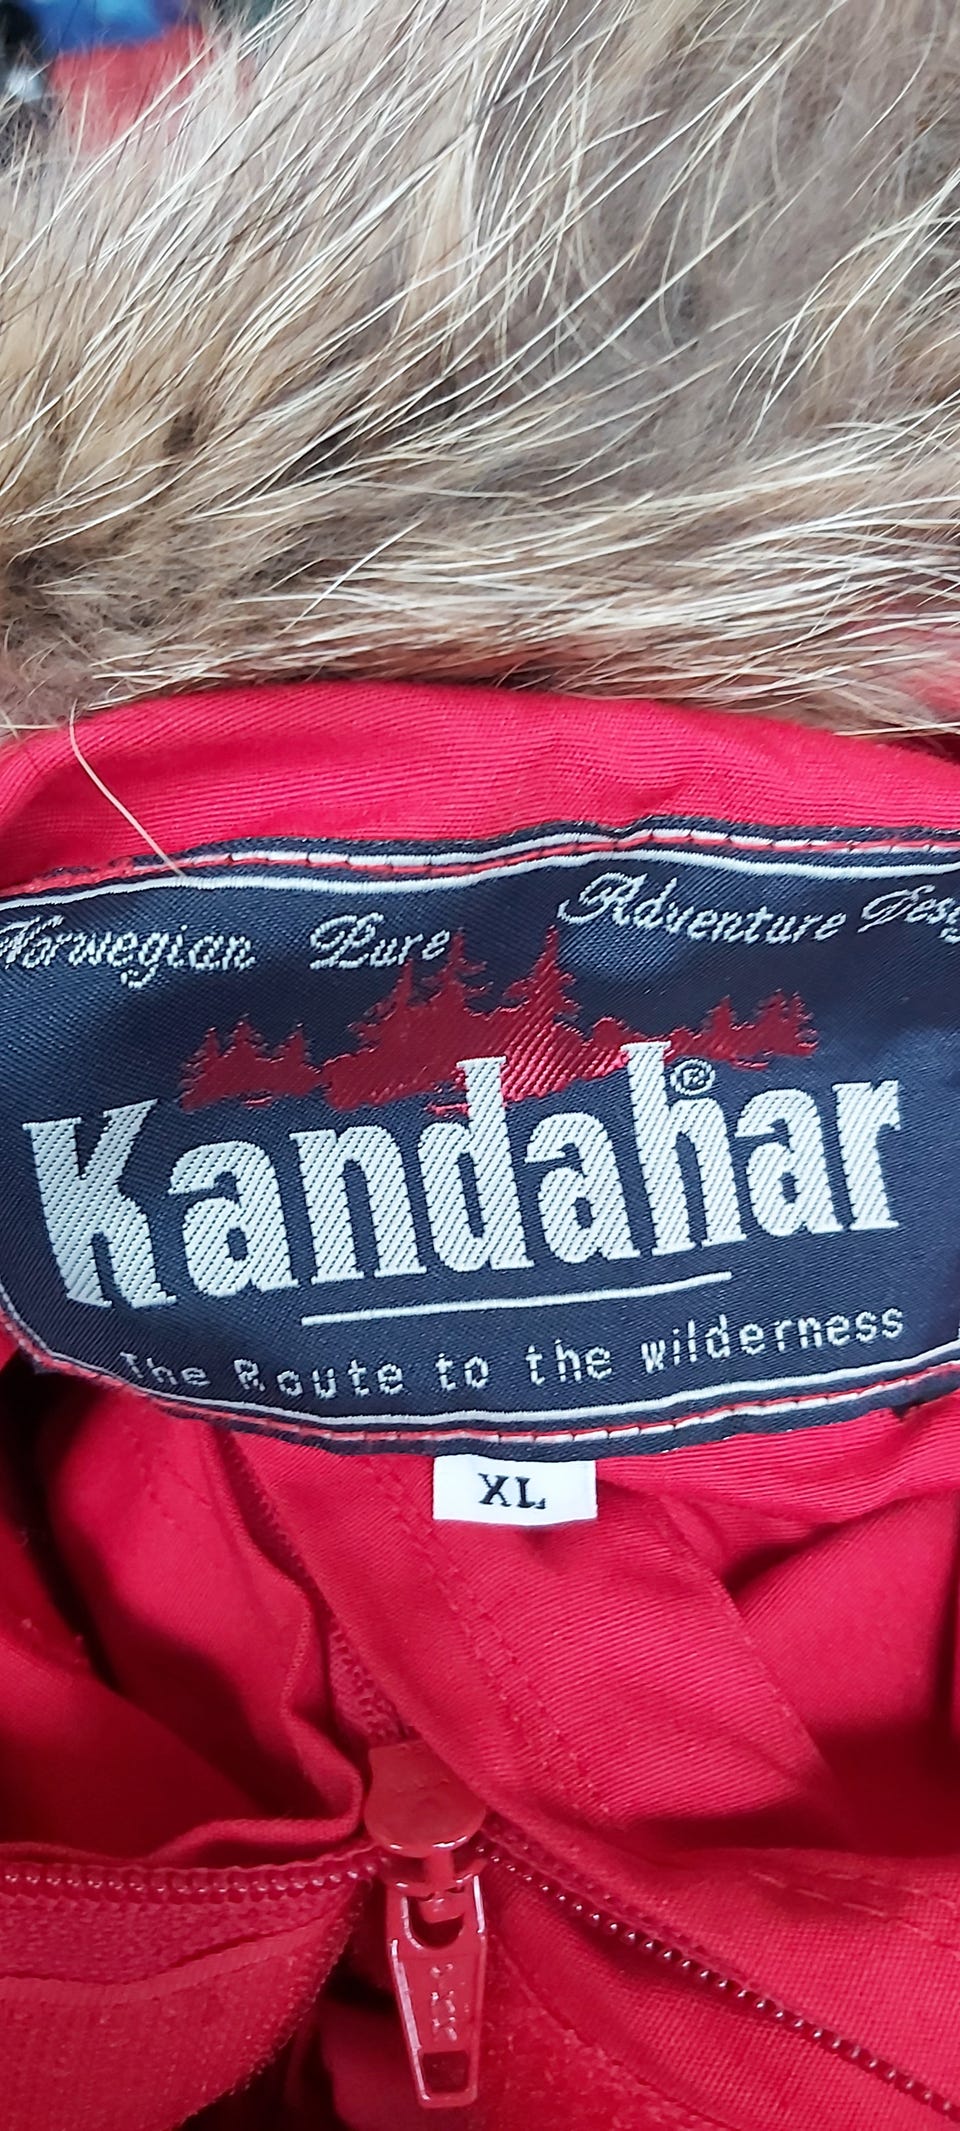 Norwegian Pure Adventure
Kandahar®
The Route to the wilderness
XL